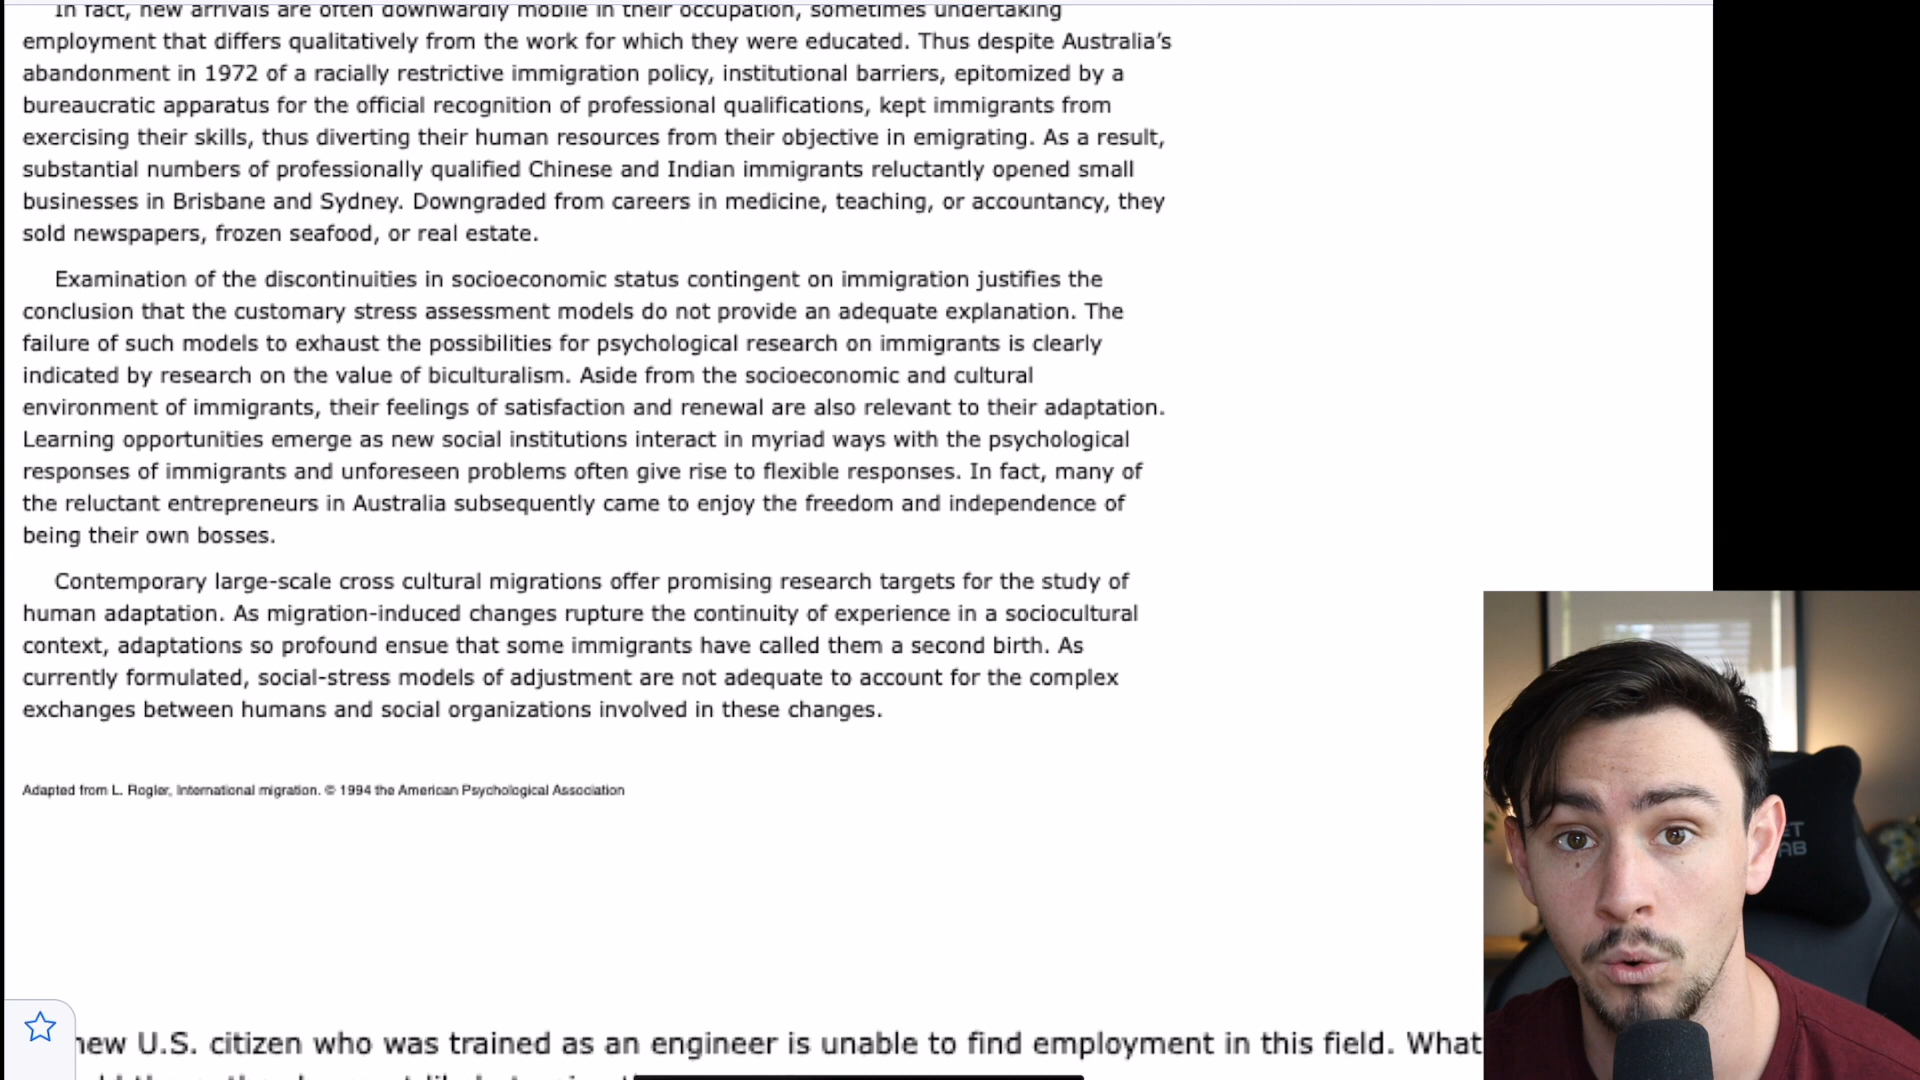 In fact, new arrivals are often downwardly mobile in their occupation, sometimes undertaking
employment that differs qualitatively from the work for which they were educated. Thus despite Australia's
abandonment in 1972 of a racially restrictive immigration policy, institutional barriers, epitomized by a
bureaucratic apparatus for the official recognition of professional qualifications, kept immigrants from
exercising their skills, thus diverting their human resources from their objective in emigrating. As a result,
substantial numbers of professionally qualified Chinese and Indian immigrants reluctantly opened small
businesses in Brisbane and Sydney. Downgraded from careers in medicine, teaching, or accountancy, they
sold newspapers, frozen seafood, or real estate.
Examination of the discontinuities in socioeconomic status contingent on immigration justifies the
conclusion that the customary stress assessment models do not provide an adequate explanation. The
failure of such models to exhaust the possibilities for psychological research on immigrants is clearly
indicated by research on the value of biculturalism. Aside from the socioeconomic and cultural
environment of immigrants, their feelings of satisfaction and renewal are also relevant to their adaptation.
Learning opportunities emerge as new social institutions interact in myriad ways with the psychological
responses of immigrants and unforeseen problems often give rise to flexible responses. In fact, many of
the reluctant entrepreneurs in Australia subsequently came to enjoy the freedom and independence of
being their own bosses.
Contemporary large-scale cross cultural migrations offer promising research targets for the study of
human adaptation. As migration-induced changes rupture the continuity of experience in a sociocultural
context, adaptations so profound ensue that some immigrants have called them a second birth. As
currently formulated, social-stress models of adjustment are not adequate to account for the complex
exchanges between humans and social organizations involved in these changes.
Adapted from L. Rogler, International migration. © 1994 the American Psychological Association
new U.S. citizen who was trained as an engineer is unable to find employment in this field. What